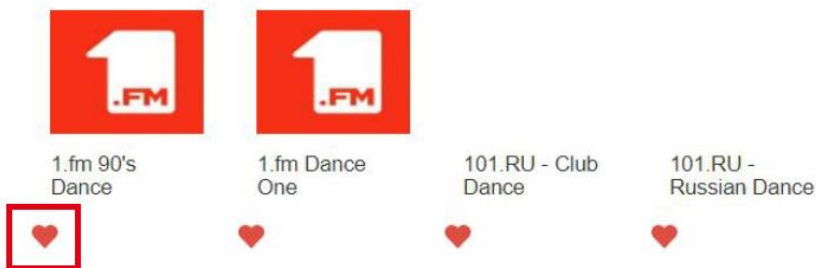 .FM
.FM
1.fm 90's
Dance
1.fm Dance
One
101.RU - Club
Dance
101.RU -
Russian Dance